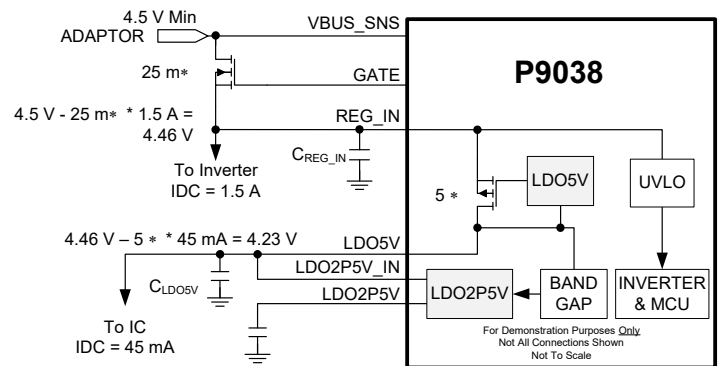 4.5 V Min
ADAPTOR
VBUS_SNS
25 m*
GATE
P9038
4.5 V - 25 m* * 1.5 A =
4.46 V
REG_IN
To Inverter
IDC = 1.5 A
CREG_IN
5 *
LDO5V
UVLO
4.46 V – 5 * * 45 mA = 4.23 V
LDO5V
LDO2P5V_IN
LDO2P5V
CLDO5V
LDO2P5V
BAND
GAP
INVERTER
& MCU
To IC
IDC = 45 mA
For Demonstration Purposes Only
Not All Connections Shown
Not To Scale